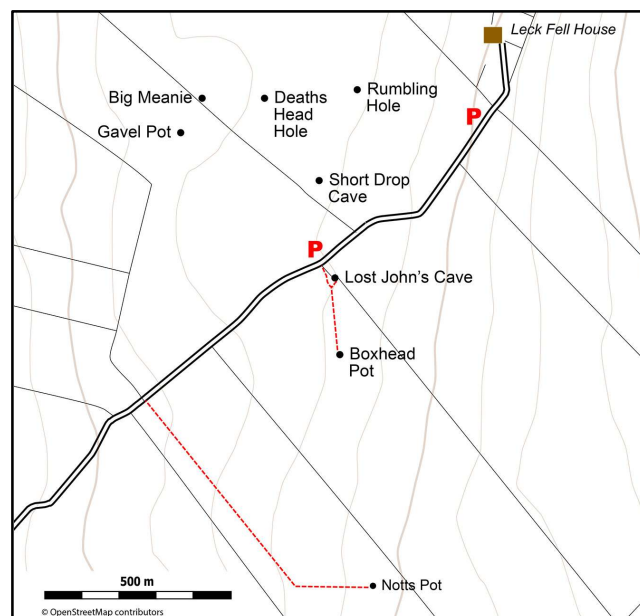 Leck Fell House
Big Meanie
Deaths
Head
Hole
Rumbling
Hole
P
Gavel Pot
Short Drop
Cave
P
Lost John's Cave
Boxhead
Pot
500 m
Notts Pot
© OpenStreetMap contributors